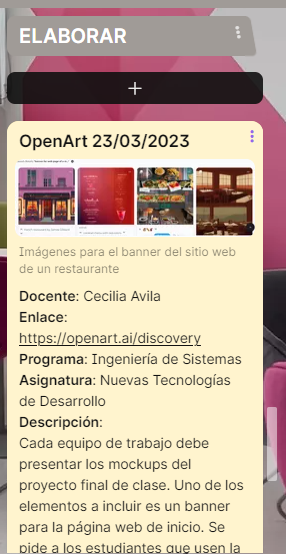 ELABORAR
+
OpenArt 23/03/2023
Imágenes para el banner del sitio web
de un restaurante
Docente: Cecilia Avila
Enlace:
https://openart.ai/discovery
Programa: Ingeniería de Sistemas
Asignatura: Nuevas Tecnologías
de Desarrollo
Descripción:
Cada equipo de trabajo debe
presentar los mockups del
proyecto final de clase. Uno de los
elementos a incluir es un banner
para la página web de inicio. Se
pide a los estudiantes que usen la